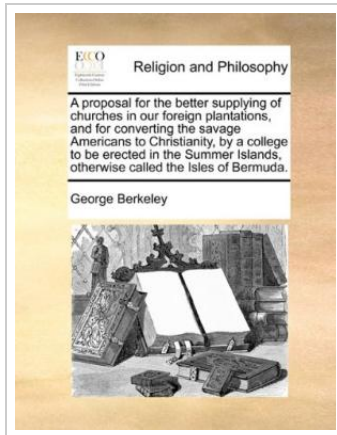 ECCO
Religion and Philosophy
A proposal for the better supplying of
churches in our foreign plantations,
and for converting the savage
Americans to Christianity, by a college
to be erected in the Summer Islands,
otherwise called the Isles of Bermuda.
George Berkeley